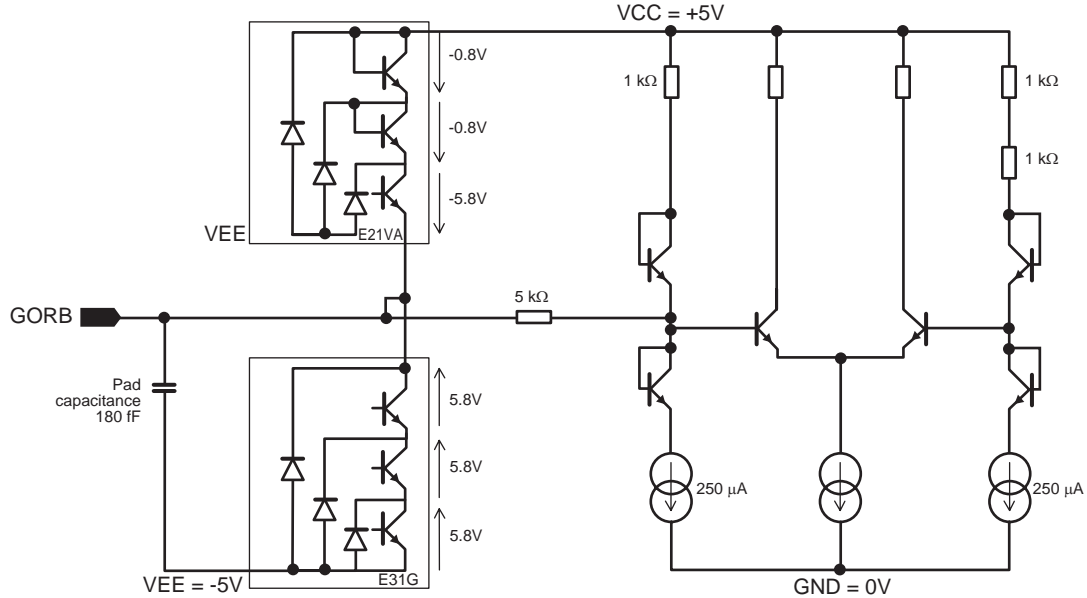 VCC = +5V
-0.8V
1 kΩ
1 kΩ
-0.8V
1 kΩ
-5.8V
VEE
E21VA
5 kΩ
GORB
Pad
capacitance
180 fF
5.8V
5.8V
250 µA
250 µA
5.8V
E31G
VEE = -5V
GND = 0V